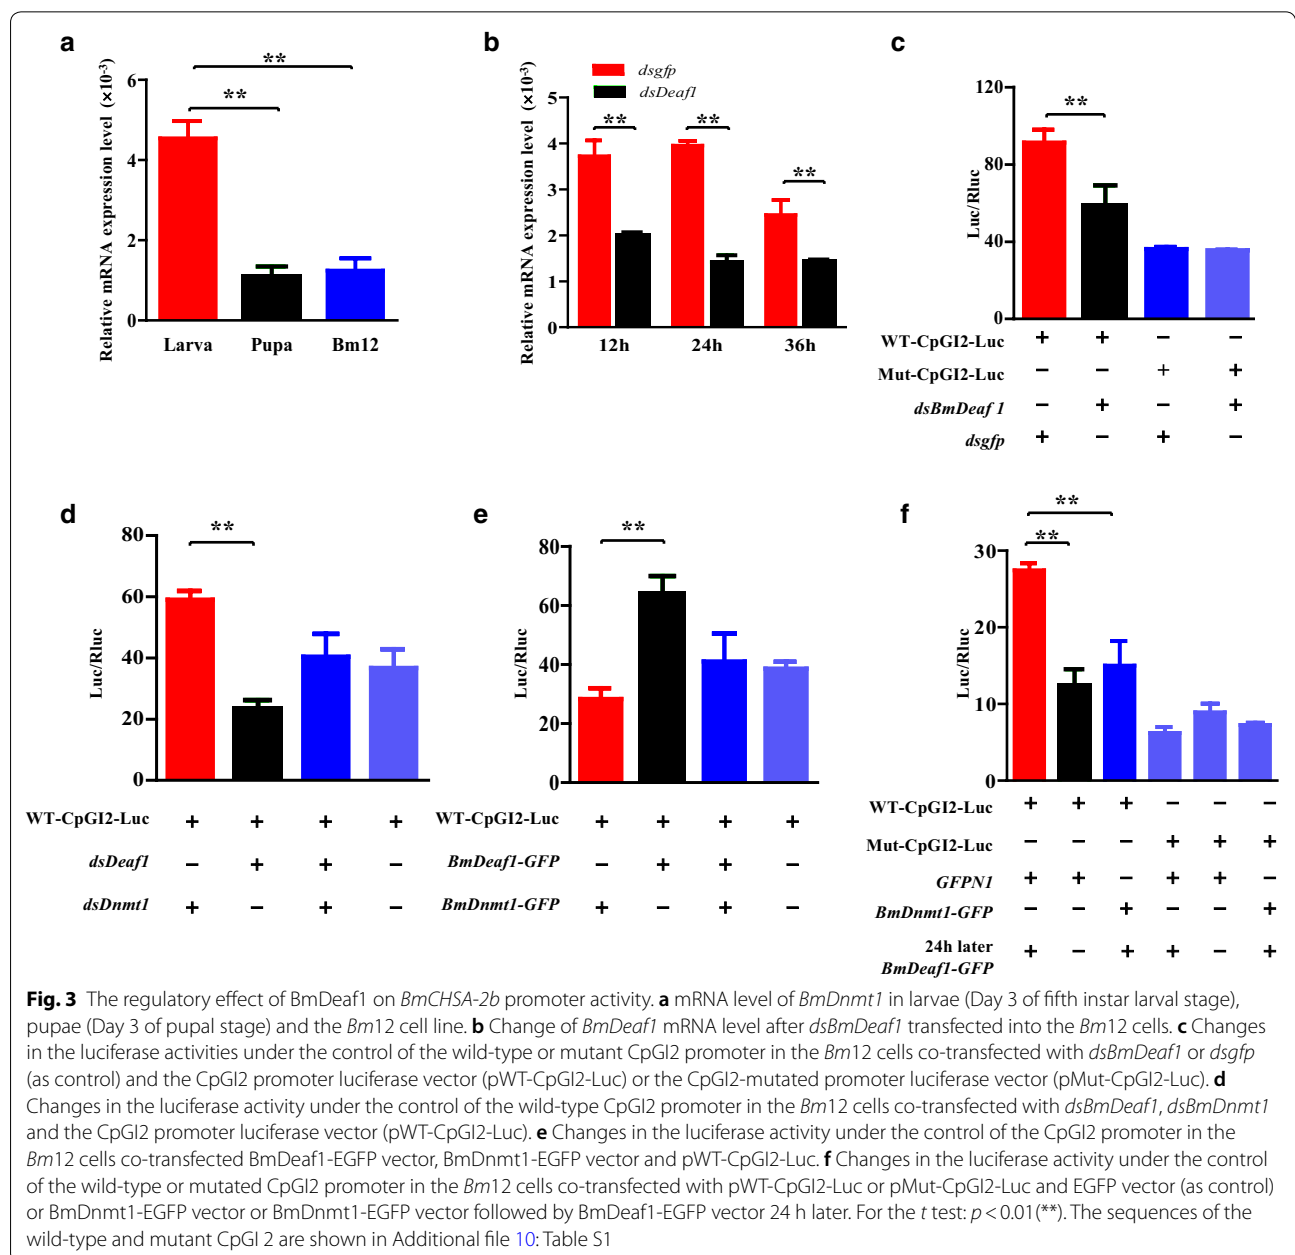 a
Relative mRNA expression level (×10-3)
6
4
2
0
**
**
Larva Pupa Bm12
b
Relative mRNA expression level (×10-3)
dsgfp
dsDeaf1
5
4
3
2
1
0
** ** **
12h 24h 36h
c
Luc/Rluc
120
80
40
0
**
WT-CpGI2-Luc + + – –
Mut-CpGI2-Luc – – + +
dsBmDeaf 1 – + – +
dsgfp + – + –
d
Luc/Rluc
80
60
40
20
0
**
WT-CpGI2-Luc + + + +
dsDeaf1 – + + –
dsDnmt1 + – + –
e
Luc/Rluc
80
60
40
20
0
**
WT-CpGI2-Luc + + + +
BmDeaf1-GFP – + + –
BmDnmt1-GFP + – + –
f
Luc/Rluc
30
20
10
0
**
**
WT-CpGI2-Luc + + + – – –
Mut-CpGI2-Luc – – – + + +
GFPN1 + + – + + –
BmDnmt1-GFP – – + – – +
24h later + – + + – +
BmDeaf1-GFP
Fig. 3 The regulatory effect of BmDeaf1 on BmCHSA-2b promoter activity. a mRNA level of BmDnmt1 in larvae (Day 3 of fifth instar larval stage),
pupae (Day 3 of pupal stage) and the Bm12 cell line. b Change of BmDeaf1 mRNA level after dsBmDeaf1 transfected into the Bm12 cells. c Changes
in the luciferase activities under the control of the wild-type or mutant CpGI2 promoter in the Bm12 cells co-transfected with dsBmDeaf1 or dsgfp
(as control) and the CpGI2 promoter luciferase vector (pWT-CpGI2-Luc) or the CpGI2-mutated promoter luciferase vector (pMut-CpGI2-Luc). d
Changes in the luciferase activity under the control of the wild-type CpGI2 promoter in the Bm12 cells co-transfected with dsBmDeaf1, dsBmDnmt1
and the CpGI2 promoter luciferase vector (pWT-CpGI2-Luc). e Changes in the luciferase activity under the control of the CpGI2 promoter in the
Bm12 cells co-transfected BmDeaf1-EGFP vector, BmDnmt1-EGFP vector and pWT-CpGI2-Luc. f Changes in the luciferase activity under the control
of the wild-type or mutated CpGI2 promoter in the Bm12 cells co-transfected with pWT-CpGI2-Luc or pMut-CpGI2-Luc and EGFP vector (as control)
or BmDnmt1-EGFP vector or BmDnmt1-EGFP vector followed by BmDeaf1-EGFP vector 24 h later. For the t test: p < 0.01(**). The sequences of the
wild-type and mutant CpGI 2 are shown in Additional file 10: Table S1